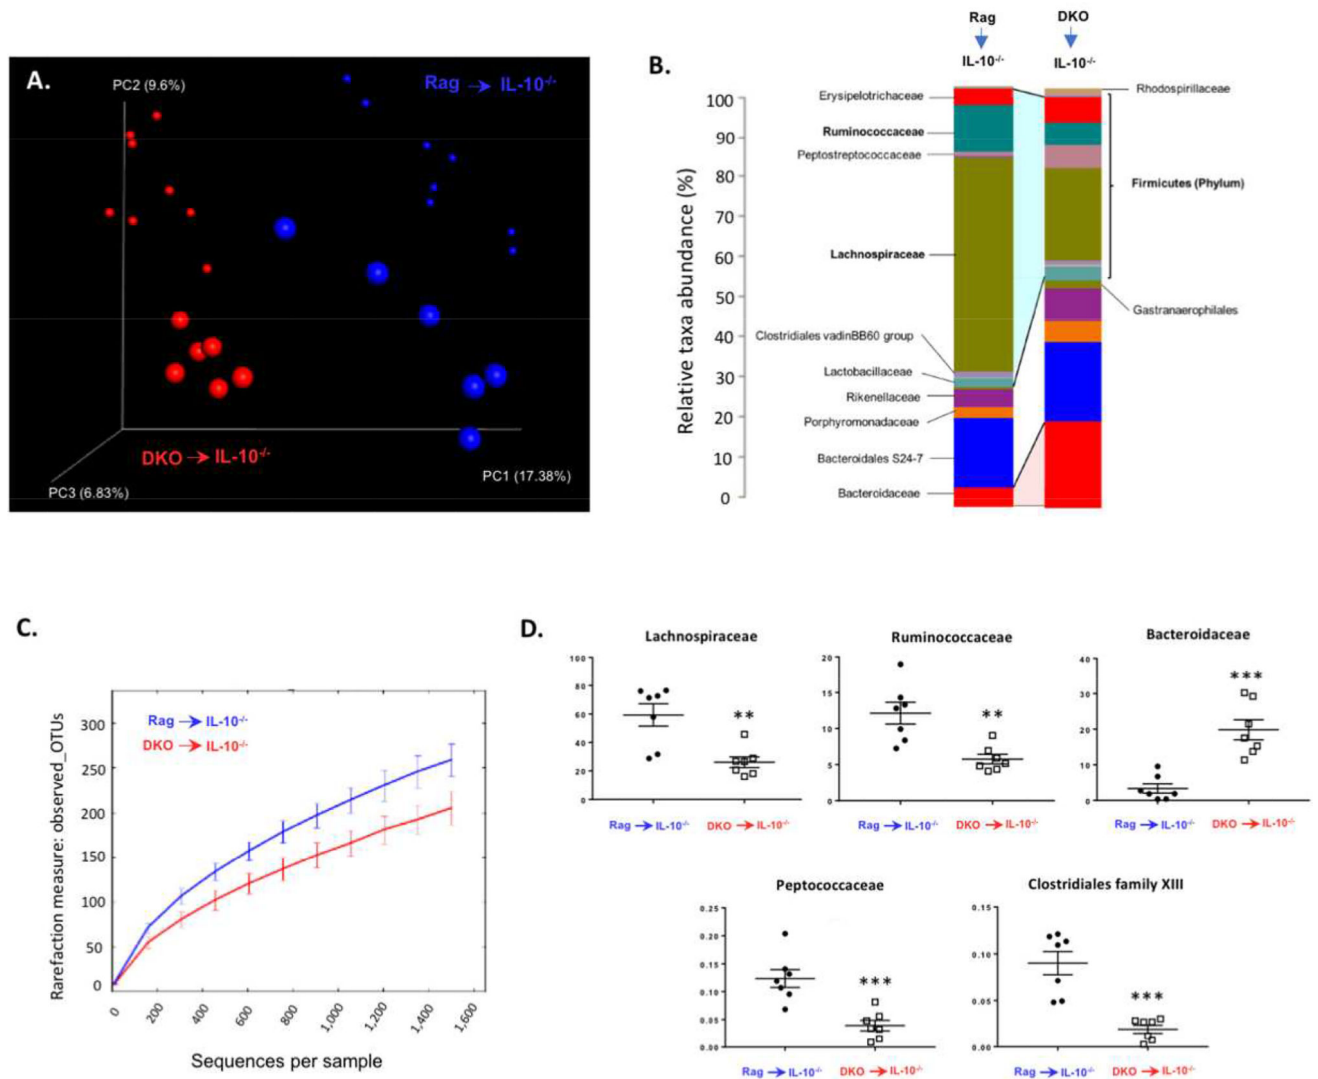 A.
PC2 (9.6%)
Rag → IL-10-/-
DKO → IL-10-/-
PC1 (17.38%)
PC3 (6.83%)
B.
Rag
DKO
IL-10-/-
IL-10-/-
Relative taxa abundance (%)
100
90
80
70
60
50
40
30
20
10
0
Erysipelotrichaceae
Ruminococcaceae
Peptostreptococcaceae
Lachnospiraceae
Clostridiales vadinBB60 group
Lactobacillaceae
Rikenellaceae
Porphyromonadaceae
Bacteroidales S24-7
Bacteroidaceae
Rhodospirillaceae
Firmicutes (Phylum)
Gastranaerophilales
C.
Rag → IL-10-/-
DKO → IL-10-/-
Rarefaction measure: observed_OTUs
300
250
200
150
100
50
0
0 200 400 600 800 1,000 1,200 1,400 1,600
Sequences per sample
D.
Lachnospiraceae
100
80
60
40
20
0
**
Rag → IL-10-/- DKO → IL-10-/-
Ruminococcaceae
20
15
10
5
0
**
Rag → IL-10-/- DKO → IL-10-/-
Bacteroidaceae
40
30
20
10
0
***
Rag → IL-10-/- DKO → IL-10-/-
Peptococcaceae
0.25
0.20
0.15
0.10
0.05
0.00
***
Rag → IL-10-/- DKO → IL-10-/-
Clostridiales family XIII
0.15
0.10
0.05
0.00
***
Rag → IL-10-/- DKO → IL-10-/-